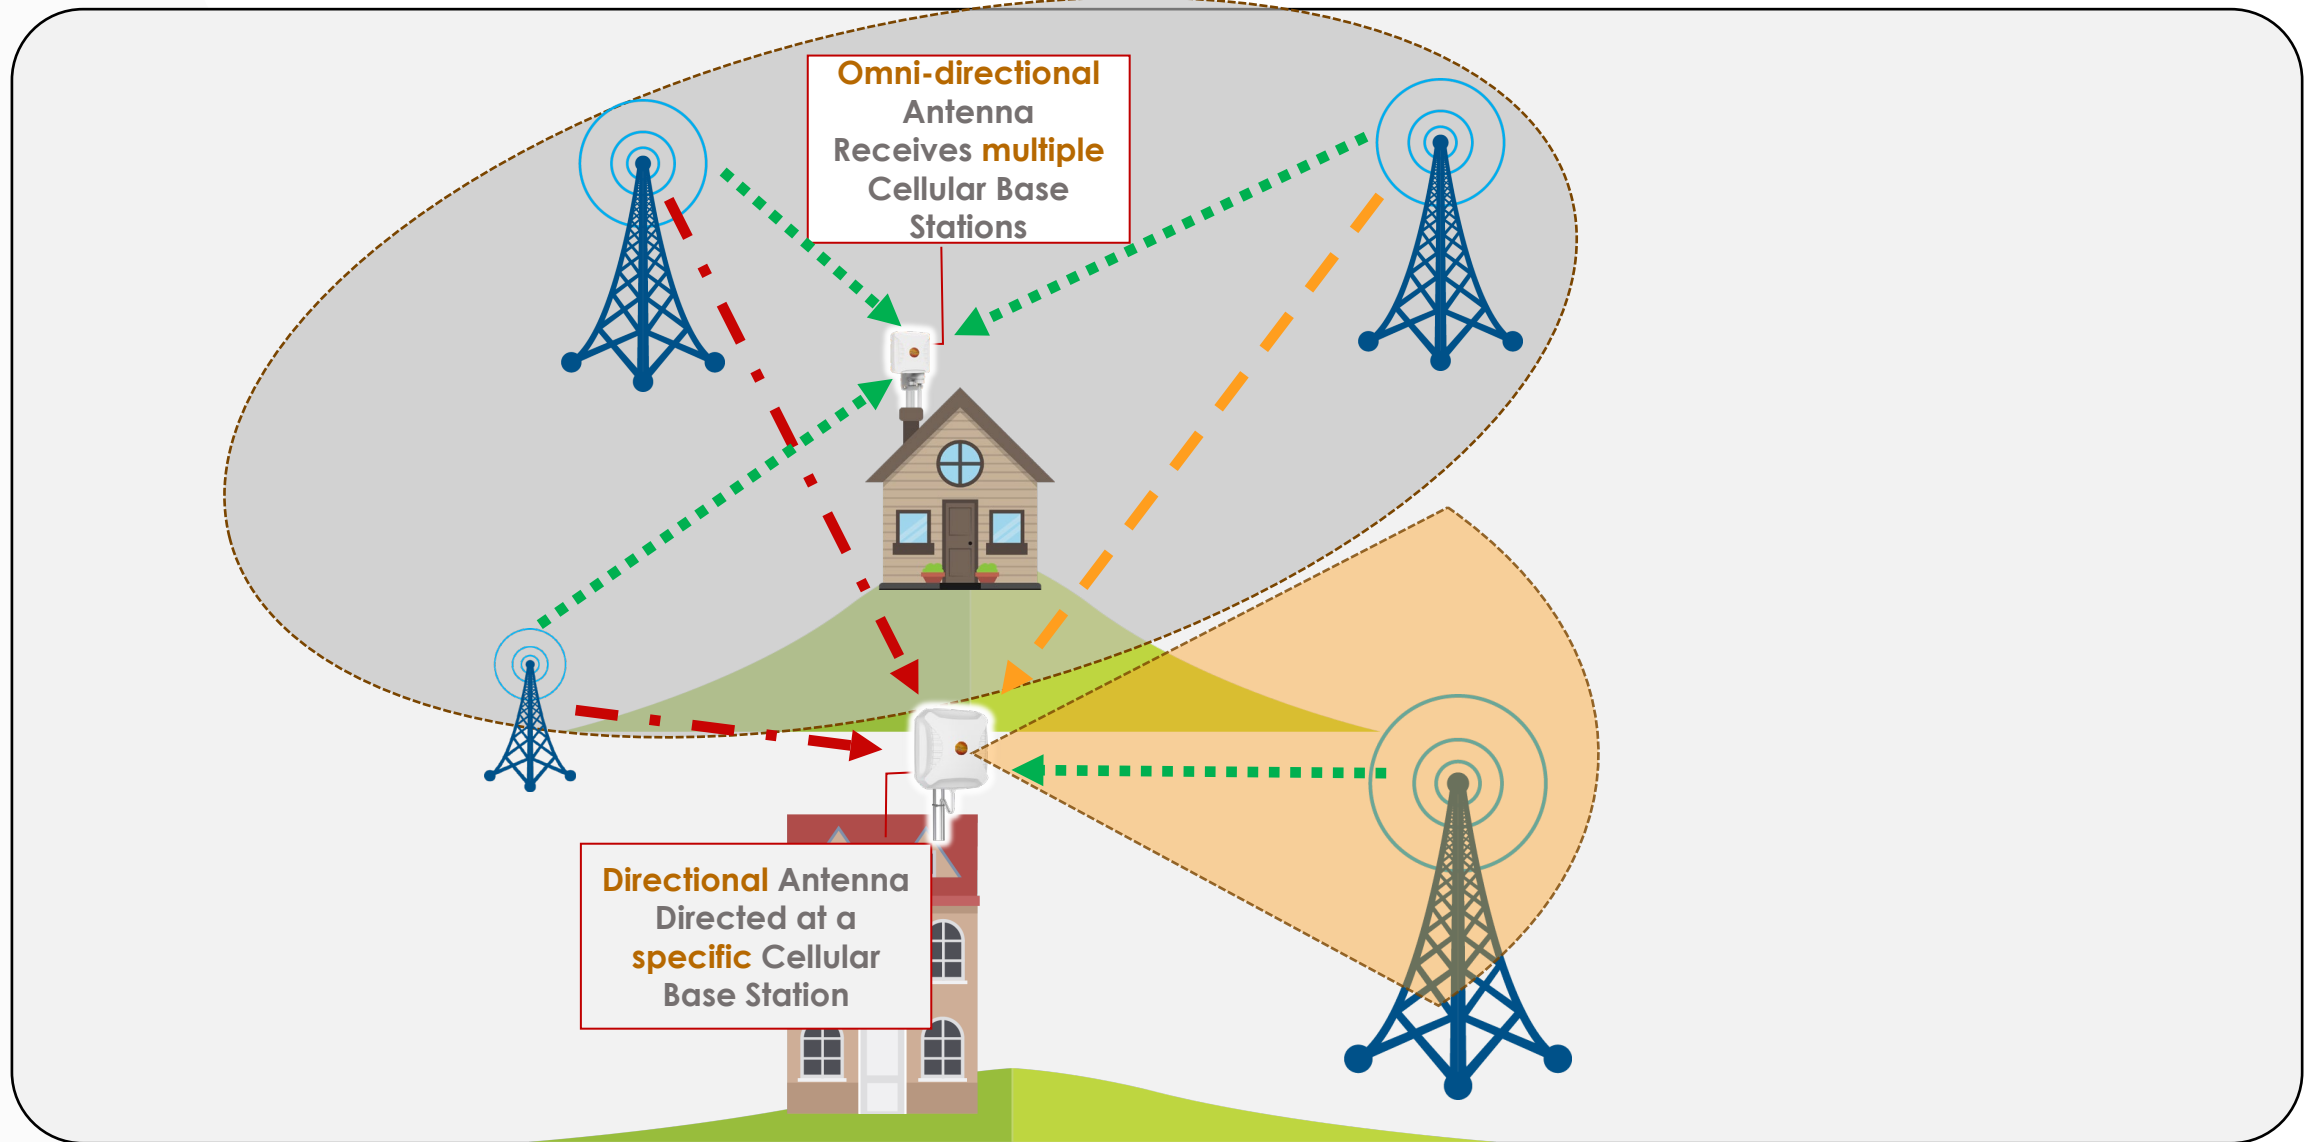 Omni-directional
Antenna
Receives multiple
Cellular Base
Stations
Directional Antenna
Directed at a
specific Cellular
Base Station